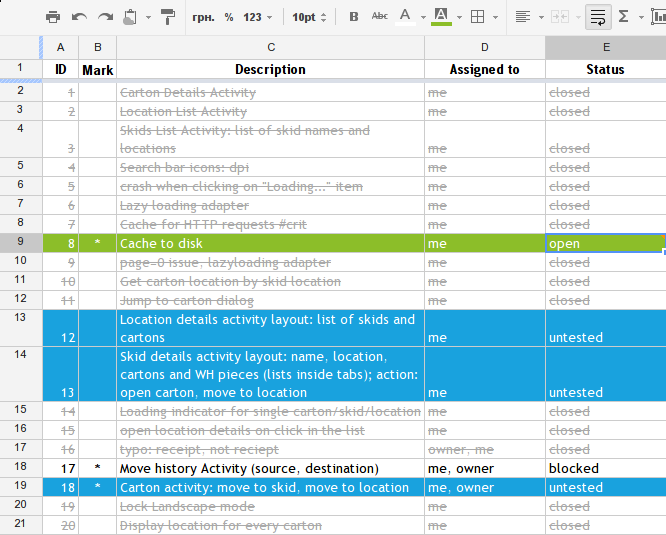 грн. % 123 10pt B Abc A A Σ
A B C D E
1 ID Mark Description Assigned to Status
2 1 Carton Details Activity me closed
3 2 Location List Activity me closed
4 Skids List Activity: list of skid names and
3 locations me closed
5 4 Search bar icons: dpi me closed
6 5 crash when clicking on "Loading..." item me closed
7 6 Lazy loading adapter me closed
8 7 Cache for HTTP requests #crit me closed
9 8 * Cache to disk me open
10 9 page=0 issue, lazyloading adapter me closed
11 10 Get carton location by skid location me closed
12 11 Jump to carton dialog me closed
13 Location details activity layout: list of skids and
12 cartons me untested
14 Skid details activity layout: name, location,
cartons and WH pieces (lists inside tabs); action:
13 open carton, move to location me untested
15 14 Loading indicator for single carton/skid/location me closed
16 15 open location details on click in the list me closed
17 16 typo: receipt, not reciept owner, me closed
18 17 * Move history Activity (source, destination) me, owner blocked
19 18 * Carton activity: move to skid, move to location me, owner untested
20 19 Lock Landscape mode me closed
21 20 Display location for every carton me closed